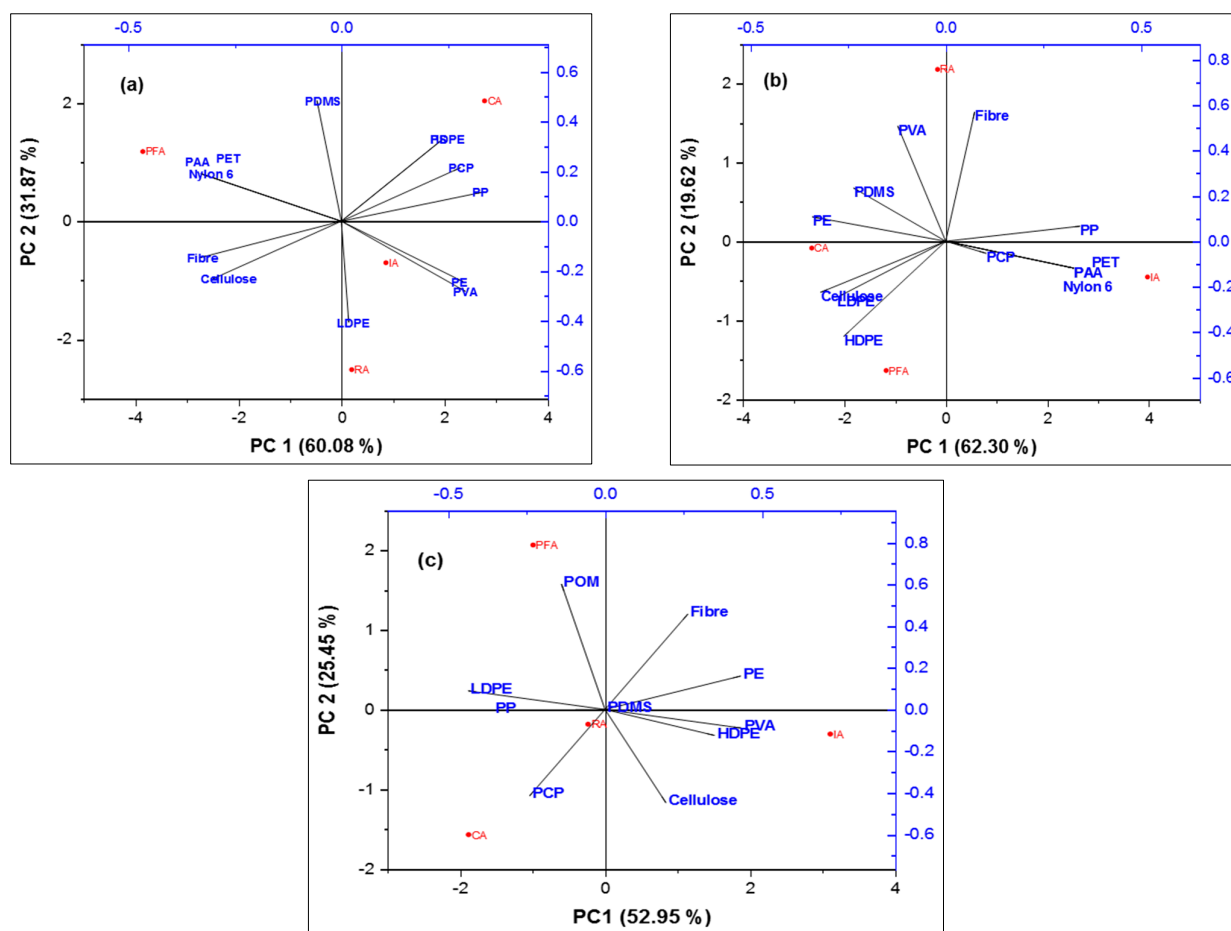 -0.5 0.0 0.5
(a)
PDMS
CA
HDPE
PFA
PAA PET
Nylon 6
PCP
PP
Fibre
Cellulose
IA
PE
PVA
LDPE
RA
2
0
-2
0.6
0.4
0.2
0.0
-0.2
-0.4
-0.6
-4 -2 0 2 4
PC 1 (60.08 %)
PC 2 (31.87 %)
-0.5 0.0 0.5
(b)
RA
Fibre
PVA
PDMS
PE
PP
CA
PCP
PET
PAA
Nylon 6
IA
Cellulose
LDPE
HDPE
PFA
2
1
0
-1
-2
0.8
0.6
0.4
0.2
0.0
-0.2
-0.4
-0.6
-4 -2 0 2 4
PC 1 (62.30 %)
PC 2 (19.62 %)
-0.5 0.0 0.5
(c)
PFA
POM
Fibre
PE
LDPE
PP
PDMS
RA
PVA
HDPE
IA
PCP
Cellulose
CA
2
1
0
-1
-2
0.8
0.6
0.4
0.2
0.0
-0.2
-0.4
-0.6
-2 0 2 4
PC1 (52.95 %)
PC 2 (25.45 %)